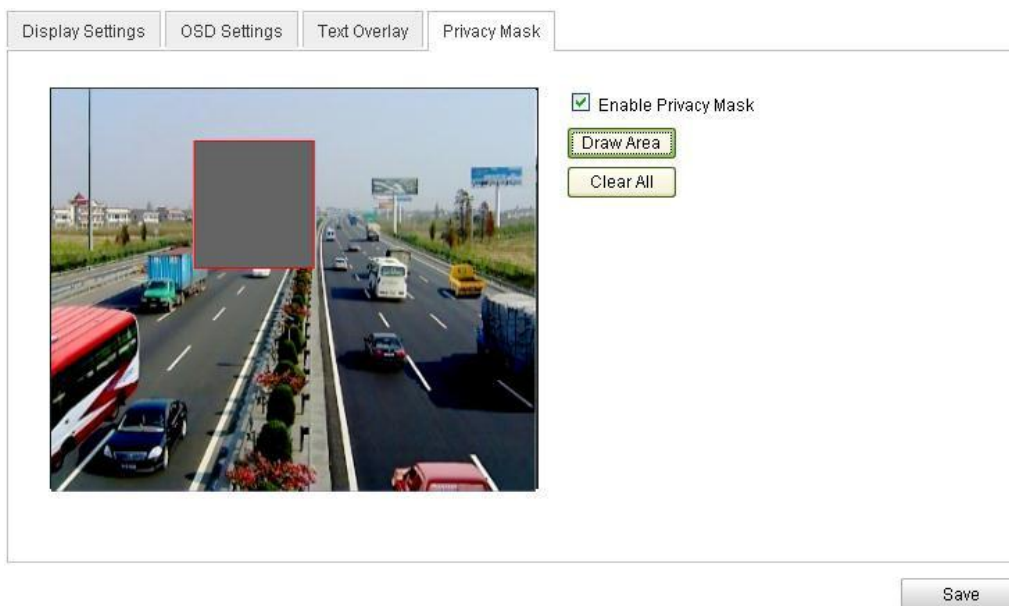 Display Settings
OSD Settings
Text Overlay
Privacy Mask
Enable Privacy Mask
Draw Area
Clear All
Save